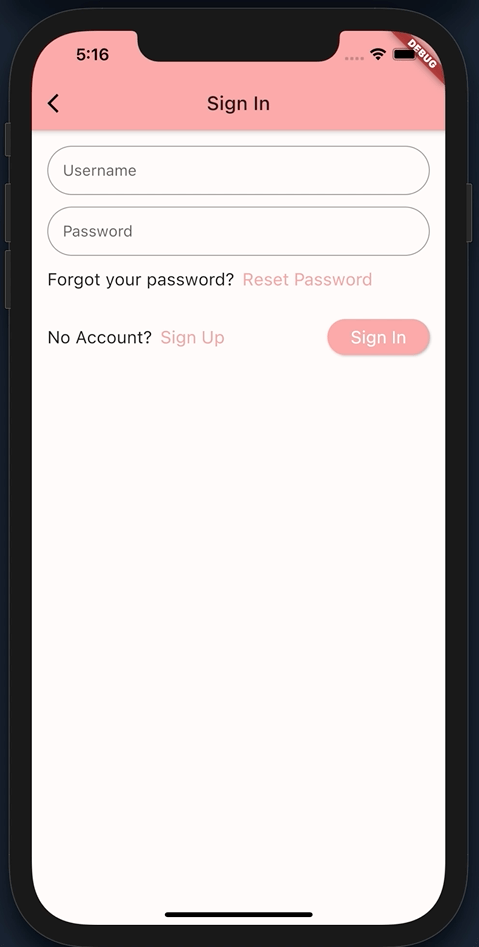 5:16
DEBUG
Sign In
Username
Password
Forgot your password? Reset Password
No Account? Sign Up Sign In